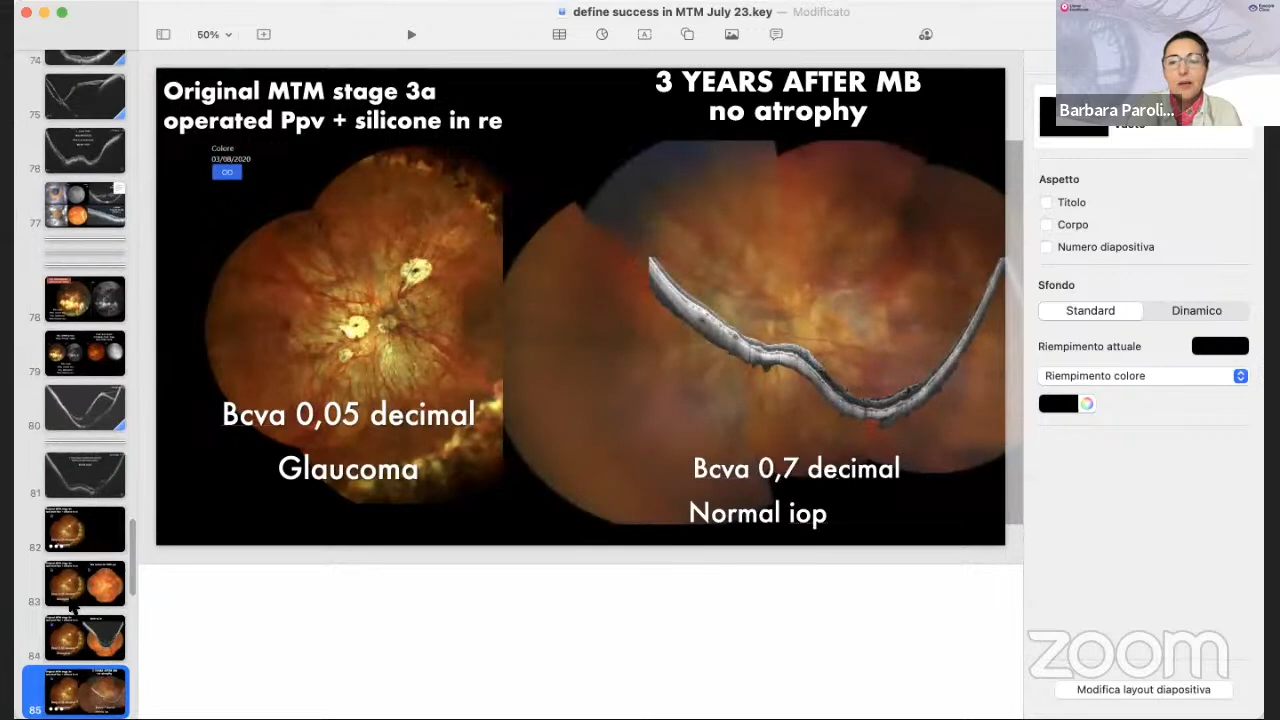 define success in MTM July 23.key — Modificato
50%
Barbara Paroli...
Original MTM stage 3a
operated Ppv + silicone in re
Colore
03/08/2020
Bcva 0,05 decimal
Glaucoma
3 YEARS AFTER MB
no atrophy
Bcva 0,7 decimal
Normal iop
74
75
78
77
78
79
80
81
82
83
84
85
Aspetto
Titolo
Corpo
Numero diapositiva
Sfondo
Standard
Dinamico
Riempimento attuale
Riempimento colore
zoom
Modifica layout diapositiva